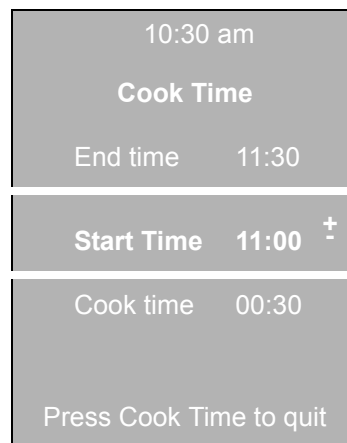 10:30 am
Cook Time
End time 11:30
Start Time 11:00 +
-
Cook time 00:30
Press Cook Time to quit